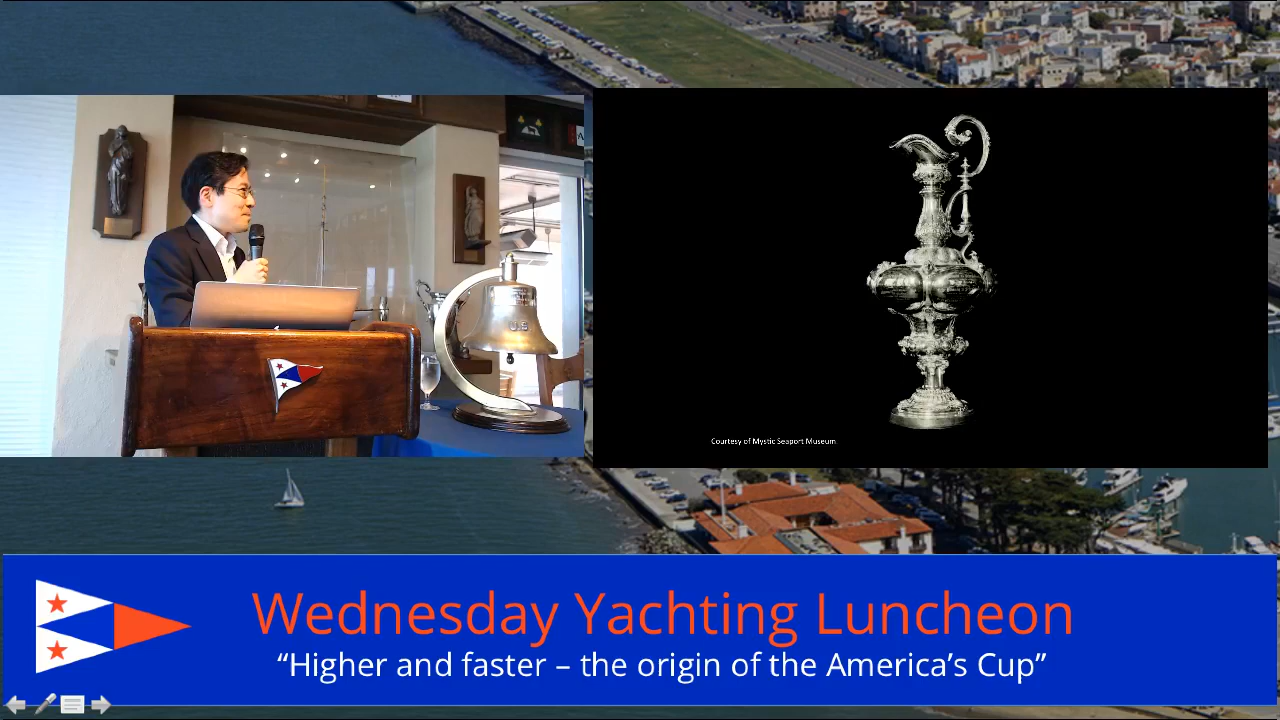 U.S
Courtesy of Mystic Seaport Museum
Wednesday Yachting Luncheon
“Higher and faster – the origin of the America’s Cup”